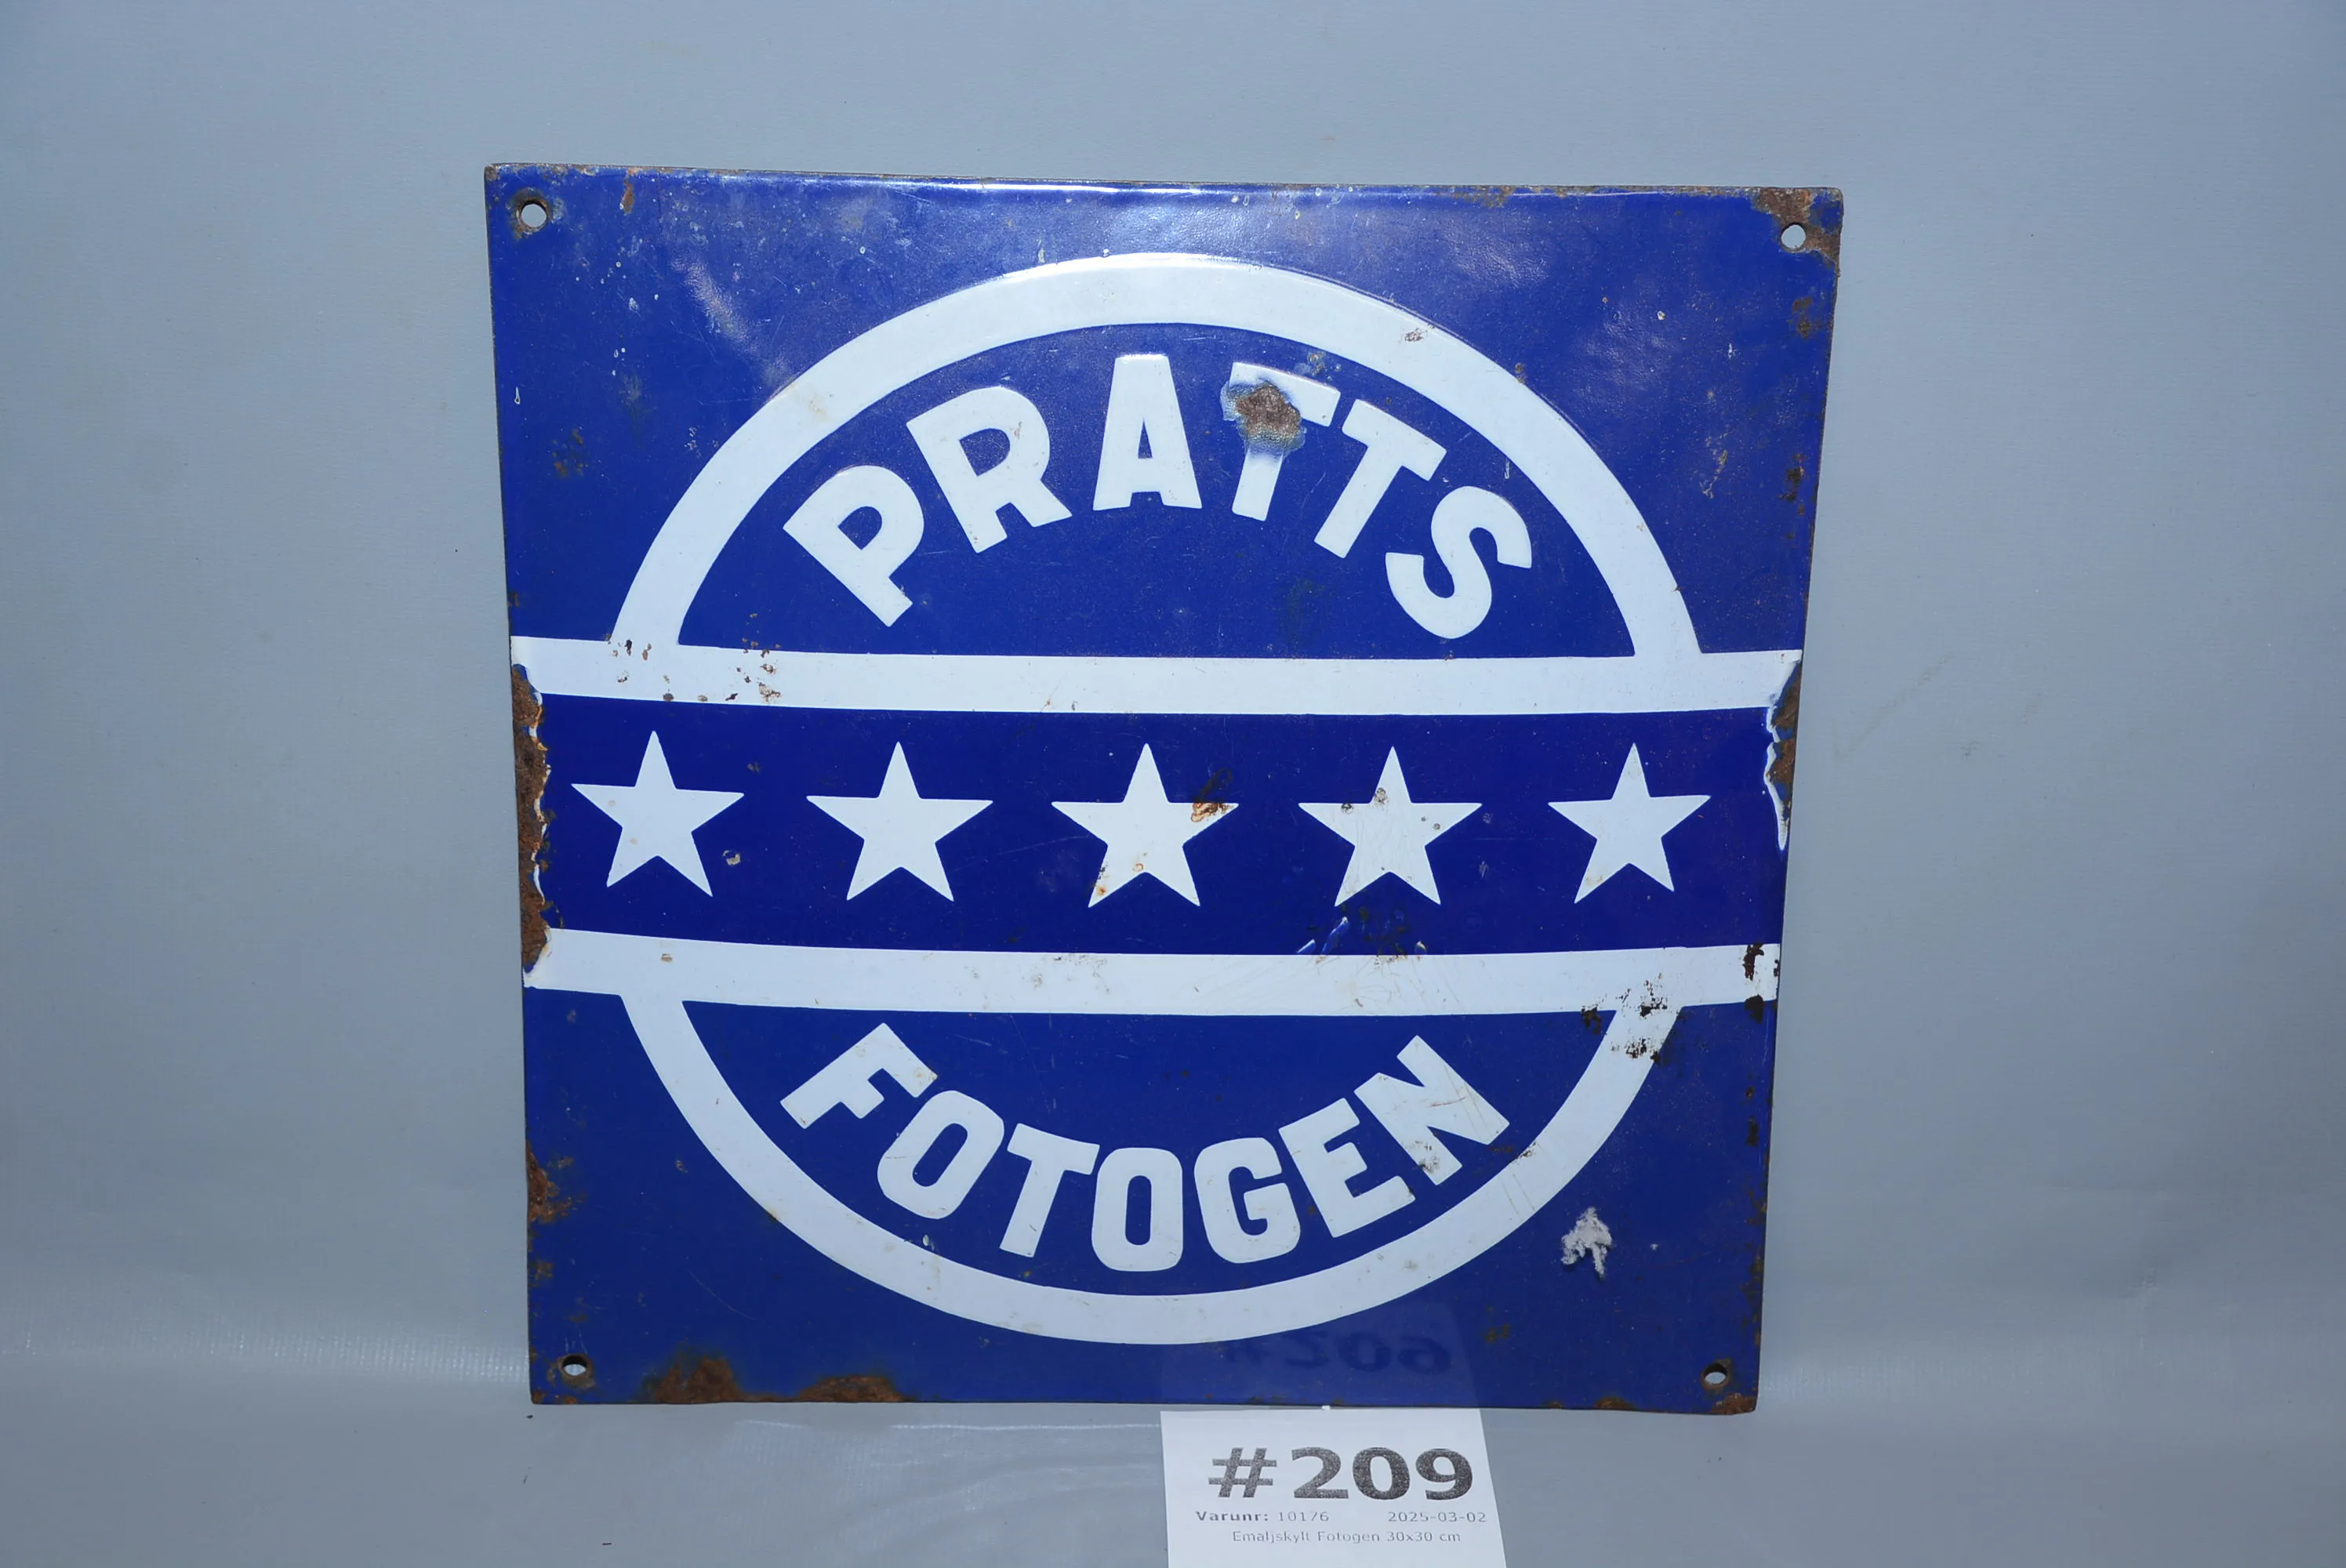 PRATTS
FOTOGEN
#209
Varunr: 10176 2025-03-02
Emaljskylt Fotogen 30x30 cm